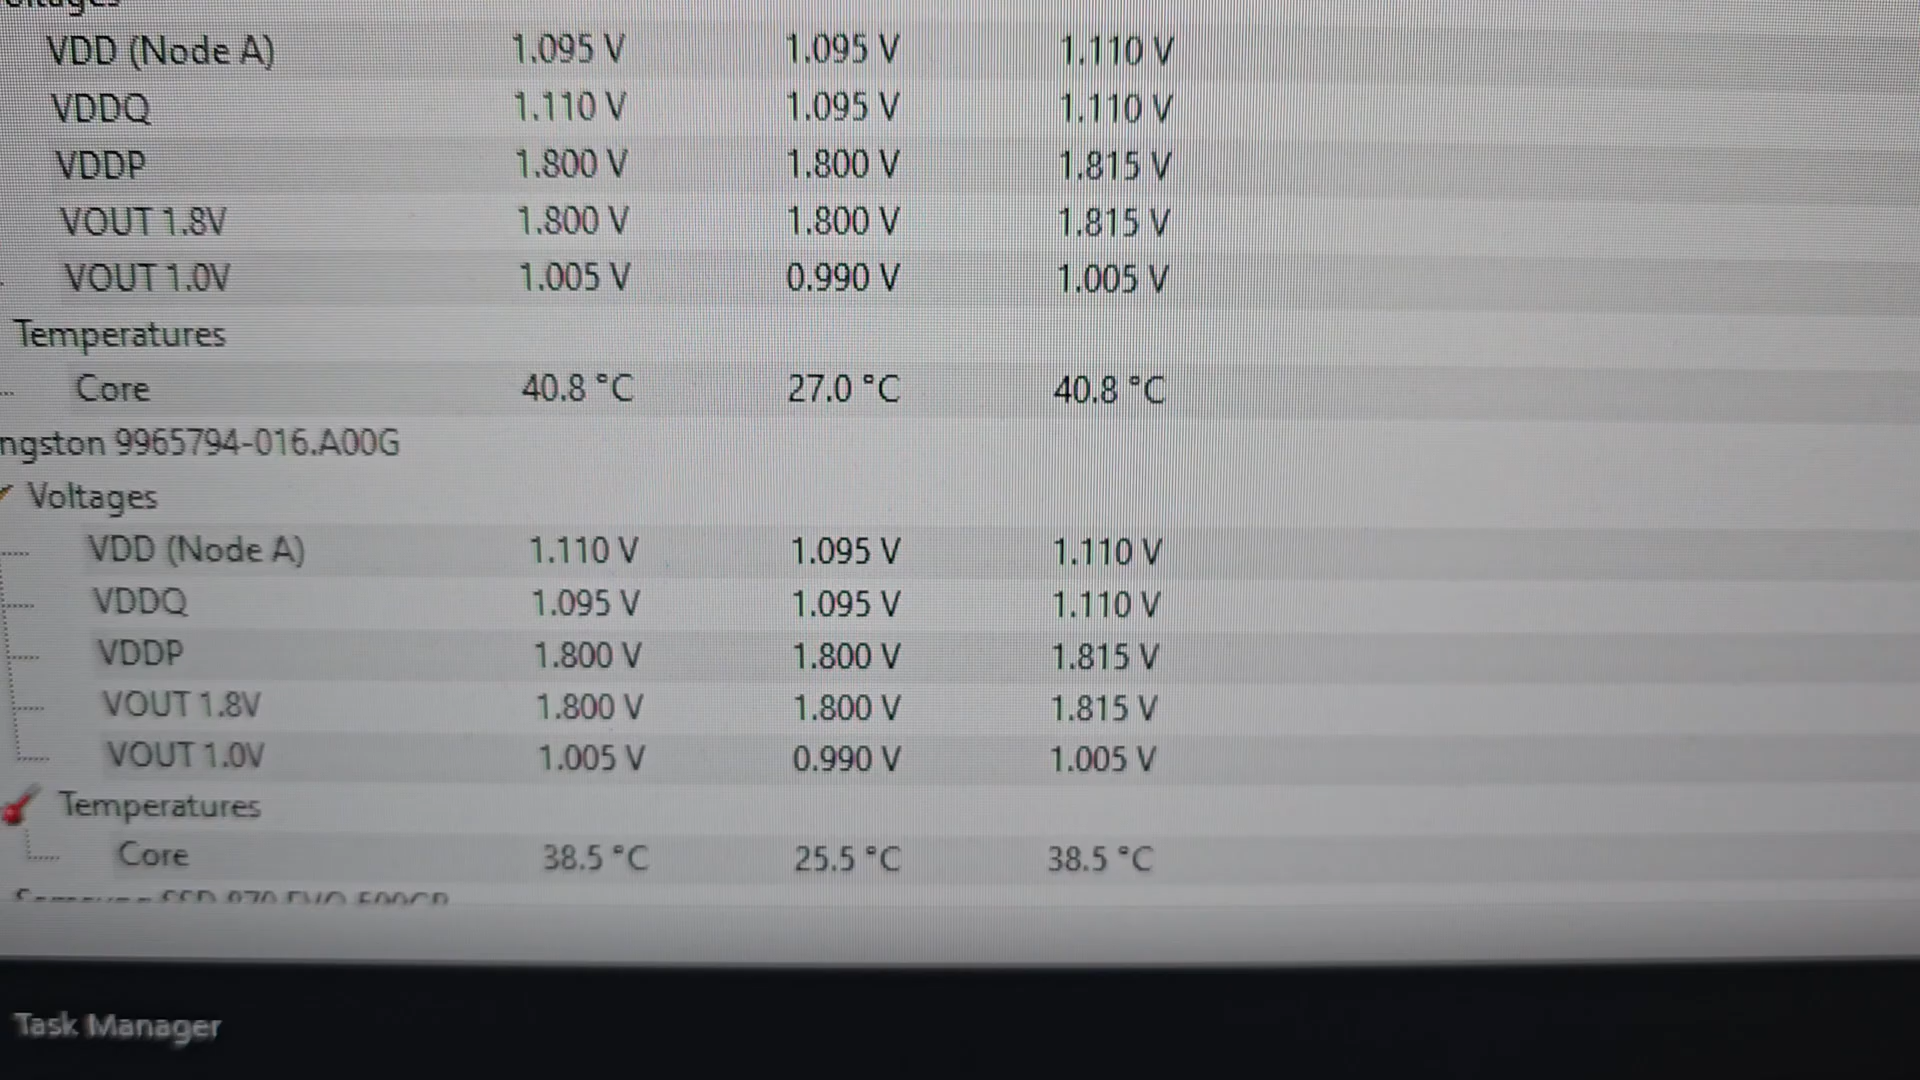 VDD (Node A) 1.095 V 1.095 V 1.110 V
VDDQ 1.110 V 1.095 V 1.110 V
VDDP 1.800 V 1.800 V 1.815 V
VOUT 1.8V 1.800 V 1.800 V 1.815 V
VOUT 1.0V 1.005 V 0.990 V 1.005 V
Temperatures
Core 40.8 °C 27.0 °C 40.8 °C
ngston 9965794-016.A00G
Voltages
VDD (Node A) 1.110 V 1.095 V 1.110 V
VDDQ 1.095 V 1.095 V 1.110 V
VDDP 1.800 V 1.800 V 1.815 V
VOUT 1.8V 1.800 V 1.800 V 1.815 V
VOUT 1.0V 1.005 V 0.990 V 1.005 V
Temperatures
Core 38.5 °C 25.5 °C 38.5 °C
Task Manager